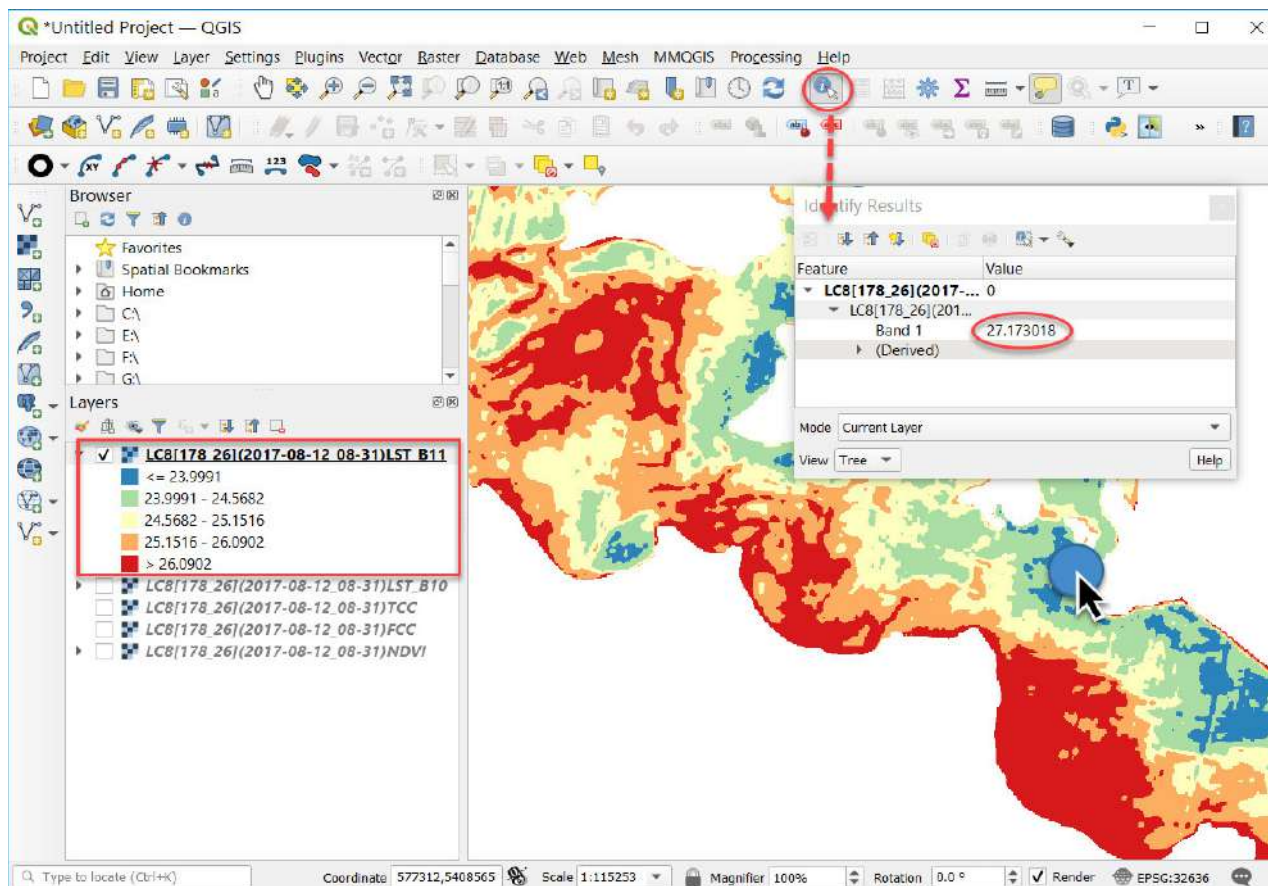 *Untitled Project — QGIS
Project Edit View Layer Settings Plugins Vector Raster Database Web Mesh MMQGIS Processing Help
Browser
Favorites
Spatial Bookmarks
Home
C:\
E:\
F:\
G:\
Layers
LC8[178_26](2017-08-12_08-31)LST_B11
<= 23.9991
23.9991 - 24.5682
24.5682 - 25.1516
25.1516 - 26.0902
> 26.0902
LC8[178_26](2017-08-12_08-31)LST_B10
LC8[178_26](2017-08-12_08-31)TCC
LC8[178_26](2017-08-12_08-31)FCC
LC8[178_26](2017-08-12_08-31)NDVI
Identify Results
Feature Value
LC8[178_26](2017-... 0
LC8[178_26](201...
Band 1 27.173018
(Derived)
Mode Current Layer
View Tree Help
Type to locate (Ctrl+K) Coordinate 577312,5408565 Scale 1:115253 Magnifier 100% Rotation 0.0 ° Render EPSG:32636